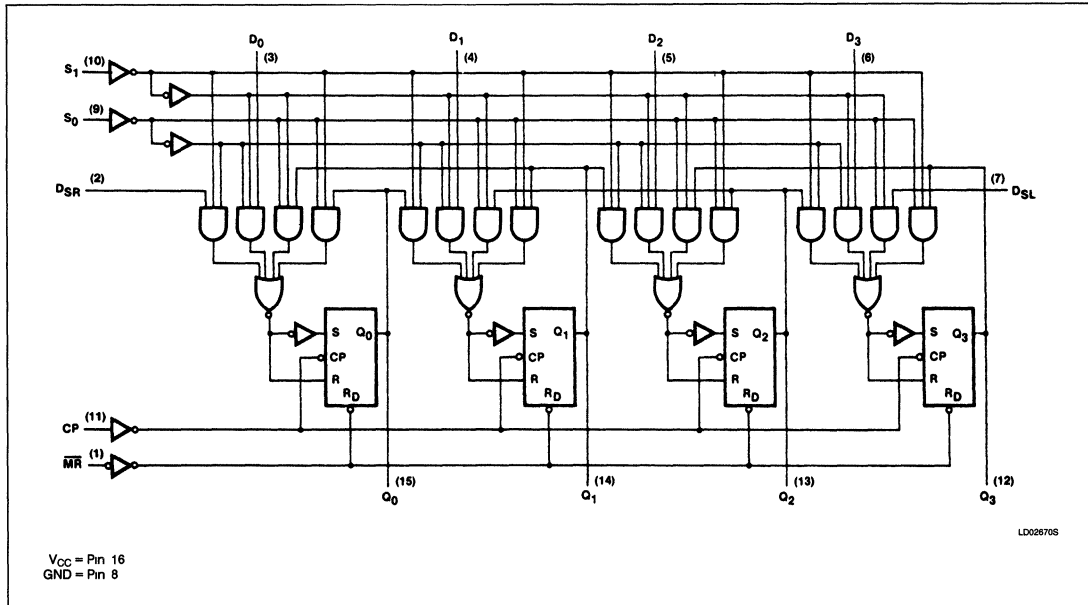 D0 D1 D2 D3
S1 (10) (3) (4) (5) (6)
S0 (9)
DSR (2) (7) DSL
S Q0 S Q1 S Q2 S Q3
CP CP CP CP
R R R R
RD RD RD RD
CP (11)
MR (1)
(15) (14) (13) (12)
Q0 Q1 Q2 Q3
LD02670S
VCC = Pin 16
GND = Pin 8